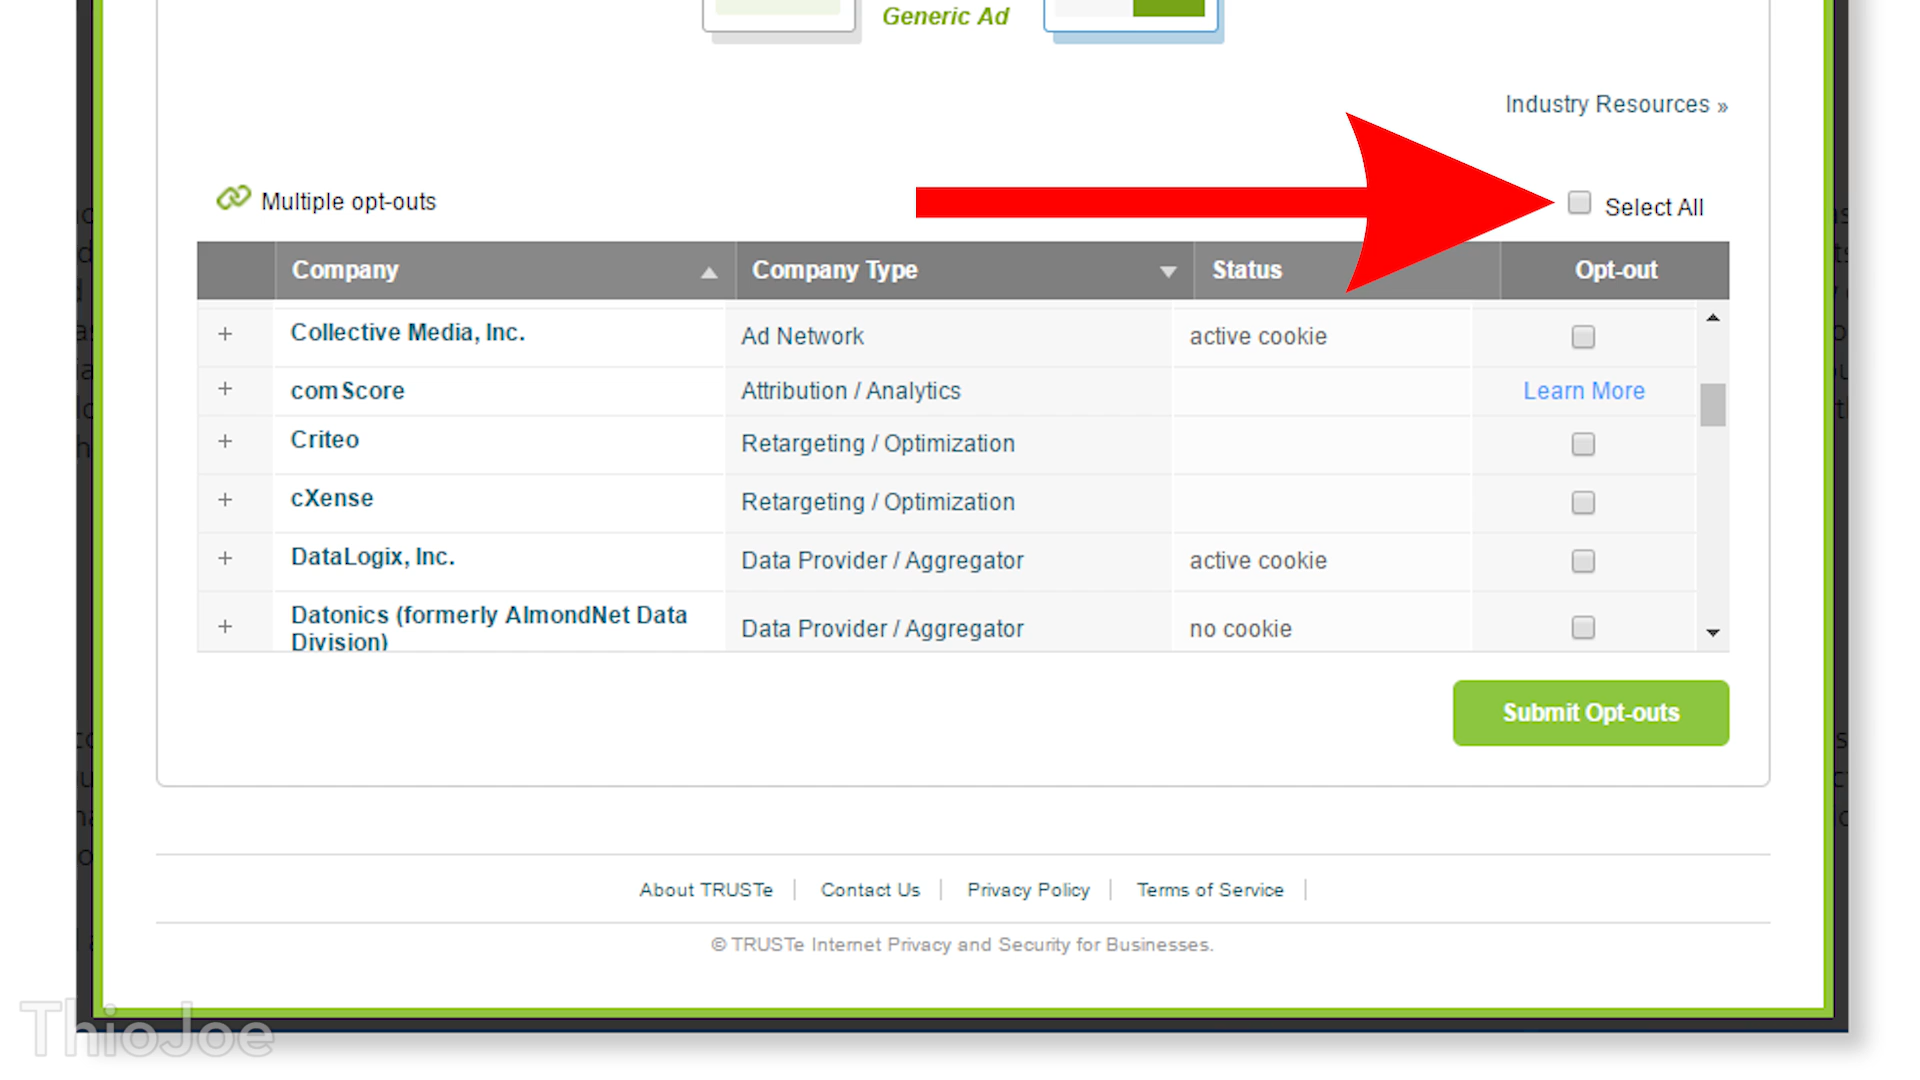 Generic Ad
Industry Resources »
Multiple opt-outs
Select All
Company Company Type Status Opt-out
+ Collective Media, Inc. Ad Network active cookie
+ comScore Attribution / Analytics Learn More
+ Criteo Retargeting / Optimization
+ cXense Retargeting / Optimization
+ DataLogix, Inc. Data Provider / Aggregator active cookie
+ Datonics (formerly AlmondNet Data
Division) Data Provider / Aggregator no cookie
Submit Opt-outs
About TRUSTe | Contact Us | Privacy Policy | Terms of Service |
© TRUSTe Internet Privacy and Security for Businesses.
ThioJoe